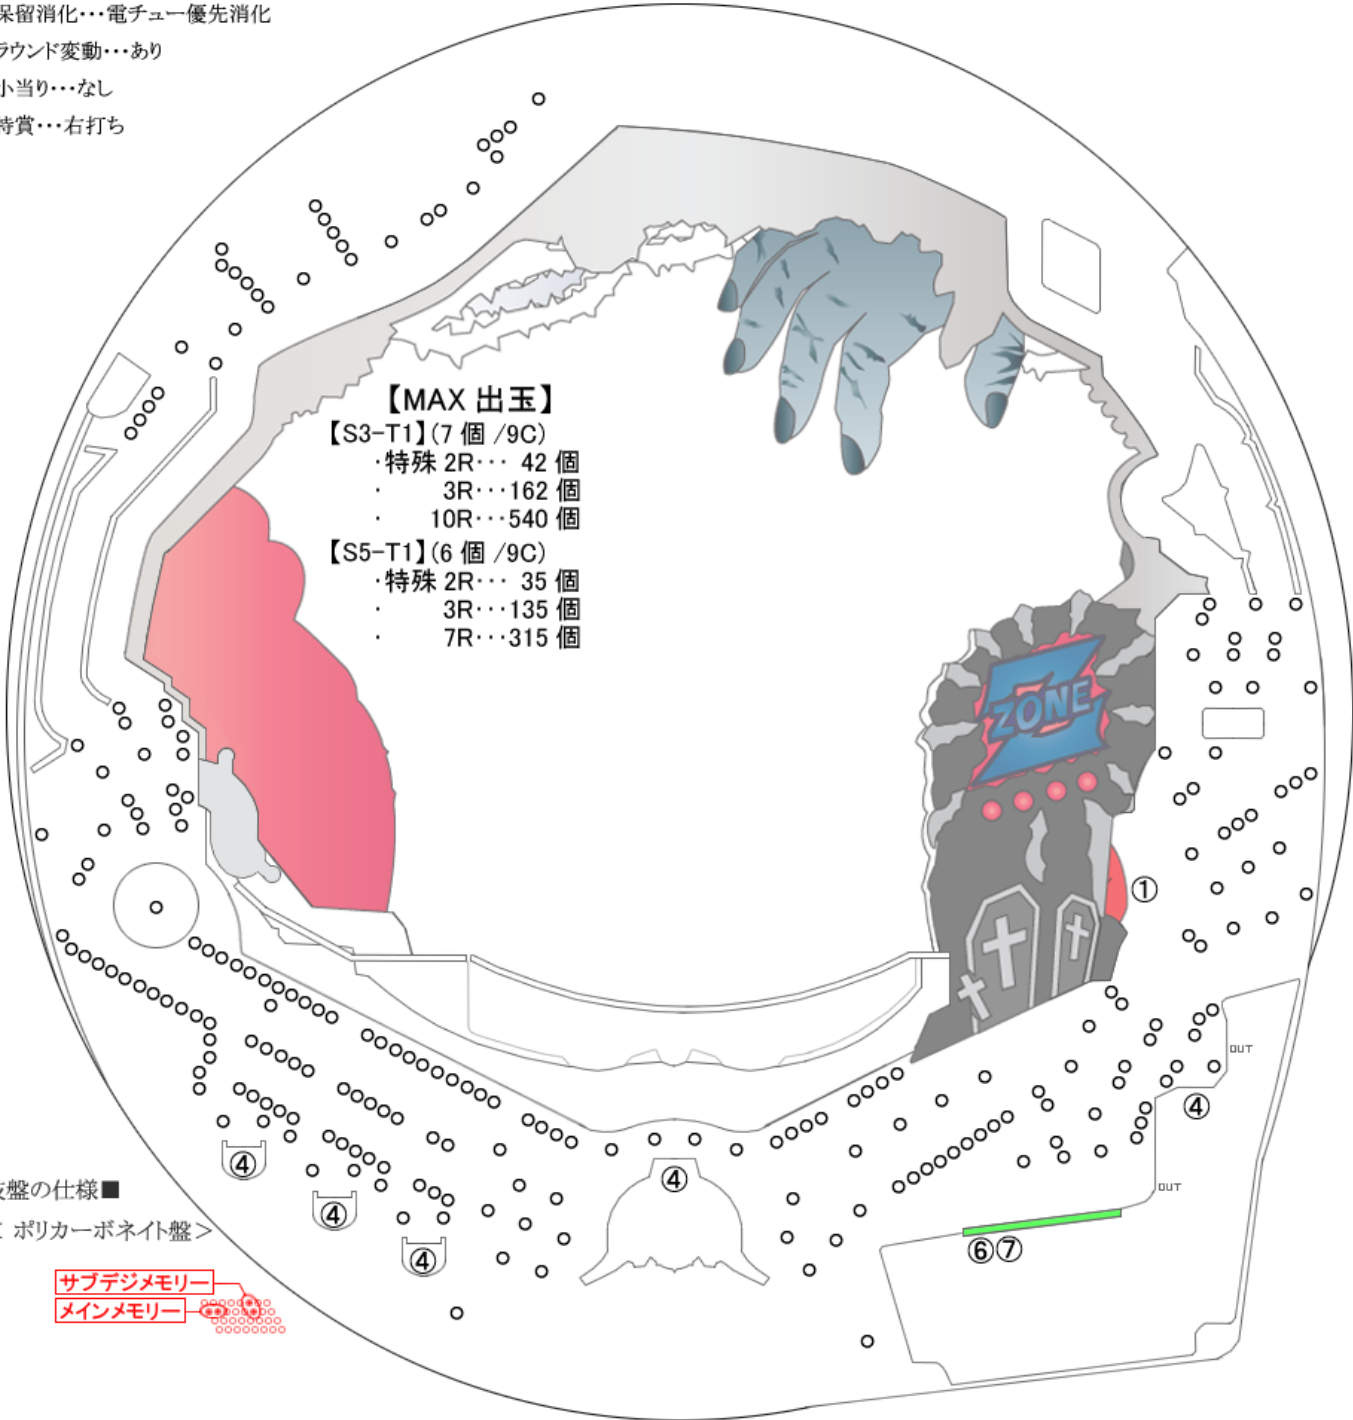 保留消化・・・電チュー優先消化
ラウンド変動・・・あり
小当り・・・なし
特賞・・・右打ち
【MAX 出玉】
【S3-T1】(7 個 /9C)
・特殊 2R・・・ 42 個
・ 3R・・・162 個
・ 10R・・・540 個
【S5-T1】(6 個 /9C)
・特殊 2R・・・ 35 個
・ 3R・・・135 個
・ 7R・・・315 個
ZONE
①
OUT
④
④
④
④
④
OUT
⑥⑦
盤の仕様■
ポリカーボネイト盤>
サブデジメモリー
メインメモリー